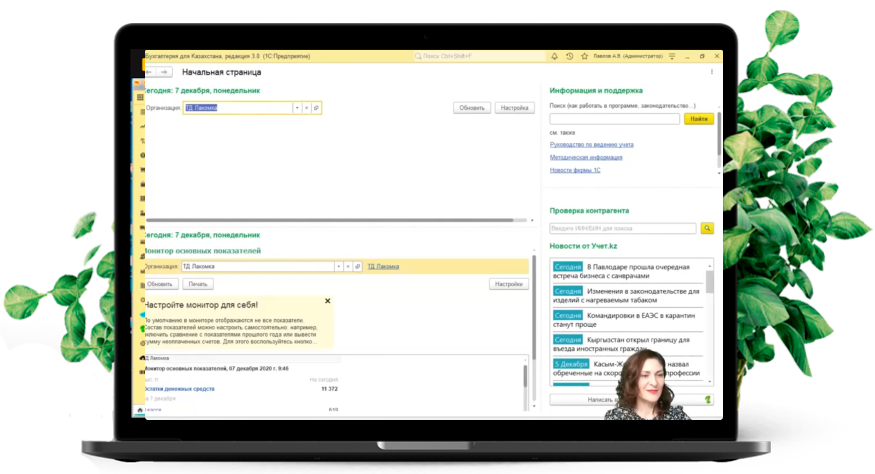 Бухгалтерия для Казахстана, редакция 3.0 (1С:Предприятие)
Поиск Ctrl+Shift+F
Павлов А.В. (Администратор)
Начальная страница
Сегодня: 7 декабря, понедельник
Организация: ТД Лакомка
Обновить
Настройка
Информация и поддержка
Поиск (как работать в программе, законодательство...)
Найти
см. также
Руководство по ведению учета
Методическая информация
Новости фирмы 1С
Проверка контрагента
Введите ИИН/БИН для поиска
Новости от Учет.kz
Сегодня В Павлодаре прошла очередная
встреча бизнеса с санврачами
Сегодня Изменения в законодательстве для
изделий с нагреваемым табаком
Сегодня Командировки в ЕАЭС в карантин
станут проще
Сегодня Кыргызстан открыл границу для
въезда иностранных граждан
5 Декабря Касым-Ж назвал
обреченные на скоро профессии
Написать
Сегодня: 7 декабря, понедельник
Монитор основных показателей
Организация: ТД Лакомка
ТД Лакомка
Обновить
Печать
Настройки
Настройте монитор для себя!
По умолчанию в мониторе отображаются не все показатели.
Состав показателей можно настроить самостоятельно: например,
включить сравнение с показателями прошлого года или вывести
сумму неоплаченных счетов. Для этого воспользуйтесь кнопко...
ТД Лакомка
Монитор основных показателей, 07 декабря 2020 г. 9:46
тыс. тг
На сегодня
Остатки денежных средств 11 372
на 7 декабря